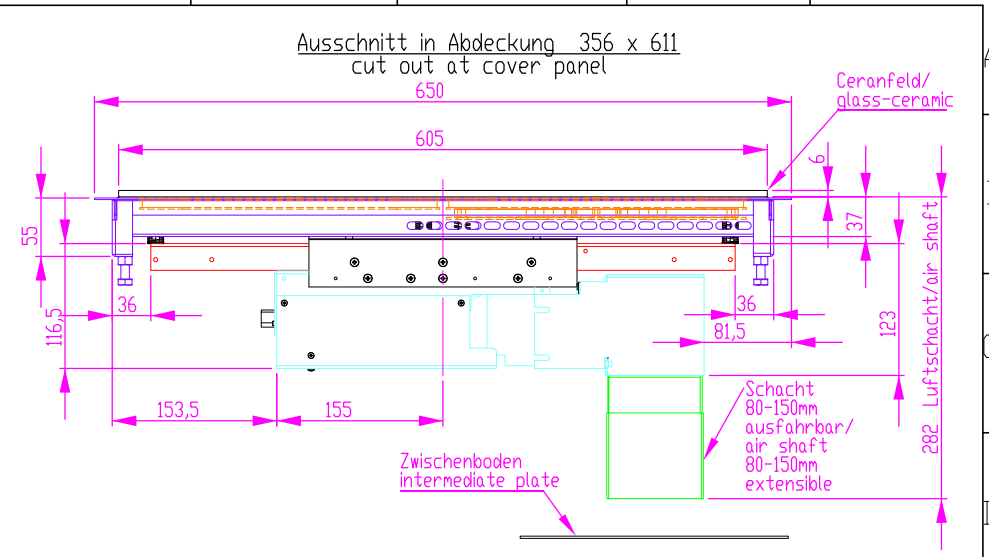 Ausschnitt in Abdeckung 356 x 611
cut out at cover panel
650
Ceranfeld/
glass-ceramic
605
6
37
55
36
116,5
36
81,5
123
282 Luftschacht/air shaft
153,5
155
Schacht
80-150mm
ausfahrbar/
air shaft
80-150mm
extensible
Zwischenboden
intermediate plate